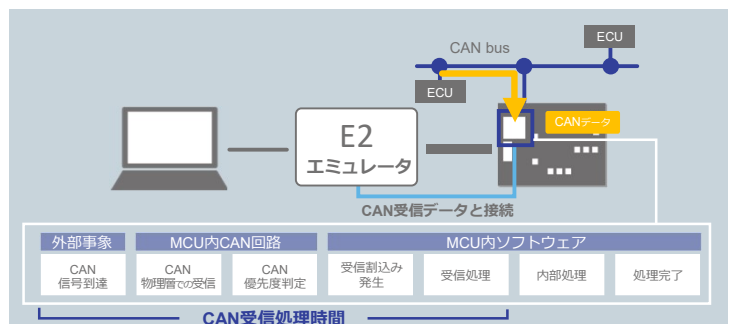 ECU
CAN bus
ECU
E2
エミュレータ
CANデータ
CAN受信データと接続
外部事象
MCU内CAN回路
MCU内ソフトウェア
CAN
信号到達
CAN
物理層での受信
CAN
優先度判定
受信割込み
発生
受信処理
内部処理
処理完了
CAN受信処理時間